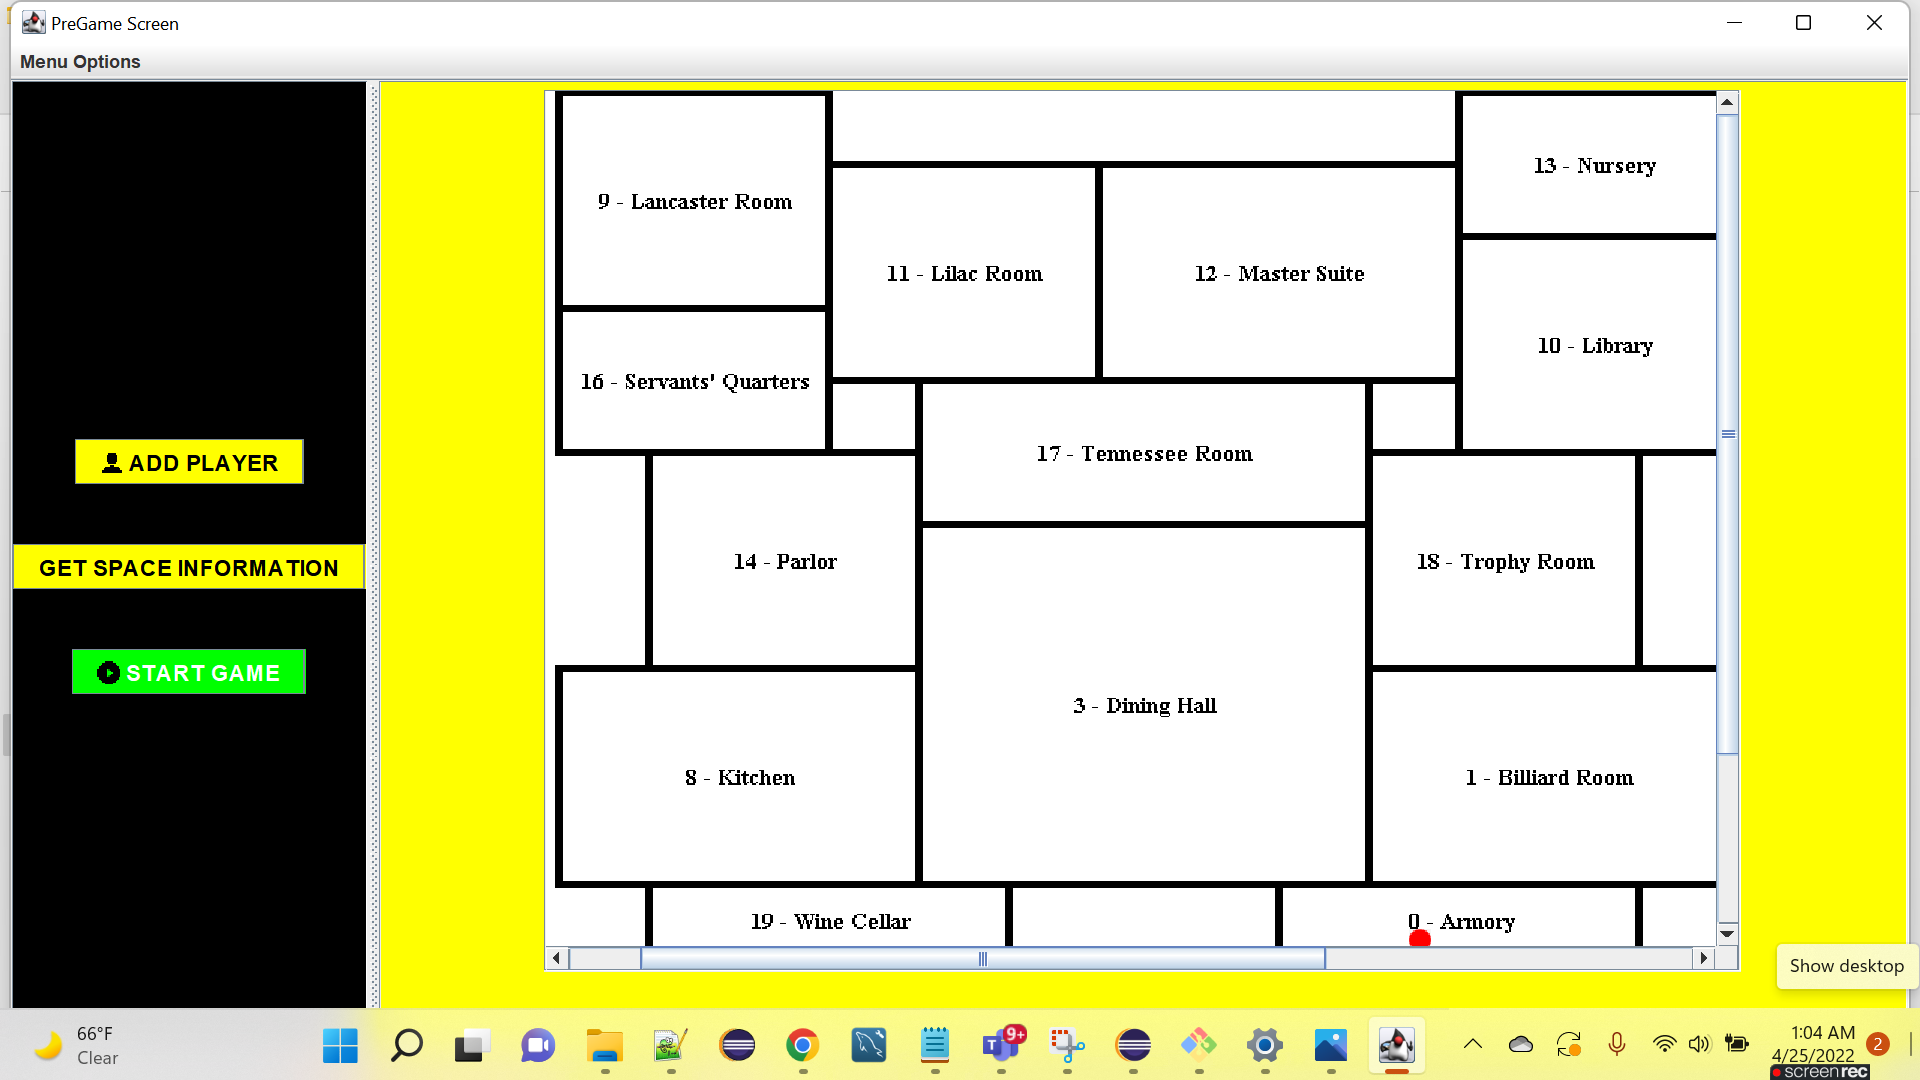 PreGame Screen
Menu Options
13 - Nursery
9 - Lancaster Room
11 - Lilac Room
12 - Master Suite
10 - Library
16 - Servants' Quarters
17 - Tennessee Room
ADD PLAYER
14 - Parlor
18 - Trophy Room
GET SPACE INFORMATION
START GAME
3 - Dining Hall
8 - Kitchen
1 - Billiard Room
19 - Wine Cellar
0 - Armory
Show desktop
66°F
Clear
9+
1:04 AM
4/25/2022
2
screenrec